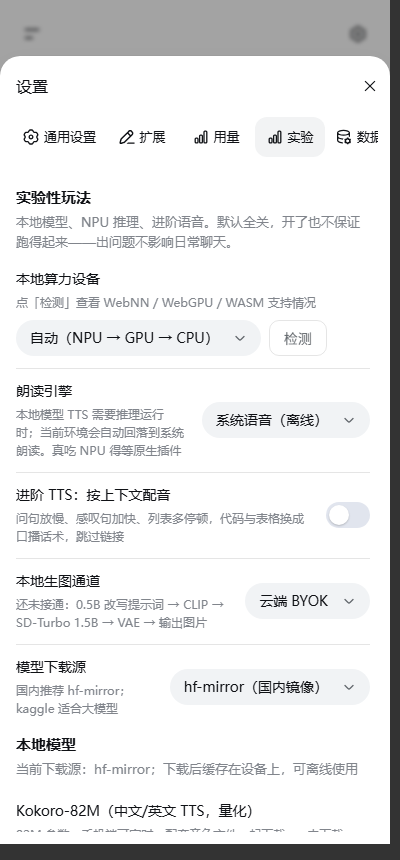 设置
通用设置 扩展 用量 实验 数据
实验性玩法
本地模型、NPU 推理、进阶语音。默认全关，开了也不保证
跑得起来——出问题不影响日常聊天。
本地算力设备
点「检测」查看 WebNN / WebGPU / WASM 支持情况
自动（NPU → GPU → CPU） 检测
朗读引擎
本地模型 TTS 需要推理运行
时；当前环境会自动回落到系统
朗读。真吃 NPU 得等原生插件
系统语音（离线）
进阶 TTS：按上下文配音
问句放慢、感叹句加快、列表多停顿，代码与表格换成
口播话术，跳过链接
本地生图通道
还未接通：0.5B 改写提示词 → CLIP →
SD-Turbo 1.5B → VAE → 输出图片
云端 BYOK
模型下载源
国内推荐 hf-mirror；
kaggle 适合大模型
hf-mirror（国内镜像）
本地模型
当前下载源：hf-mirror；下载后缓存在设备上，可离线使用
Kokoro-82M（中文/英文 TTS，量化）